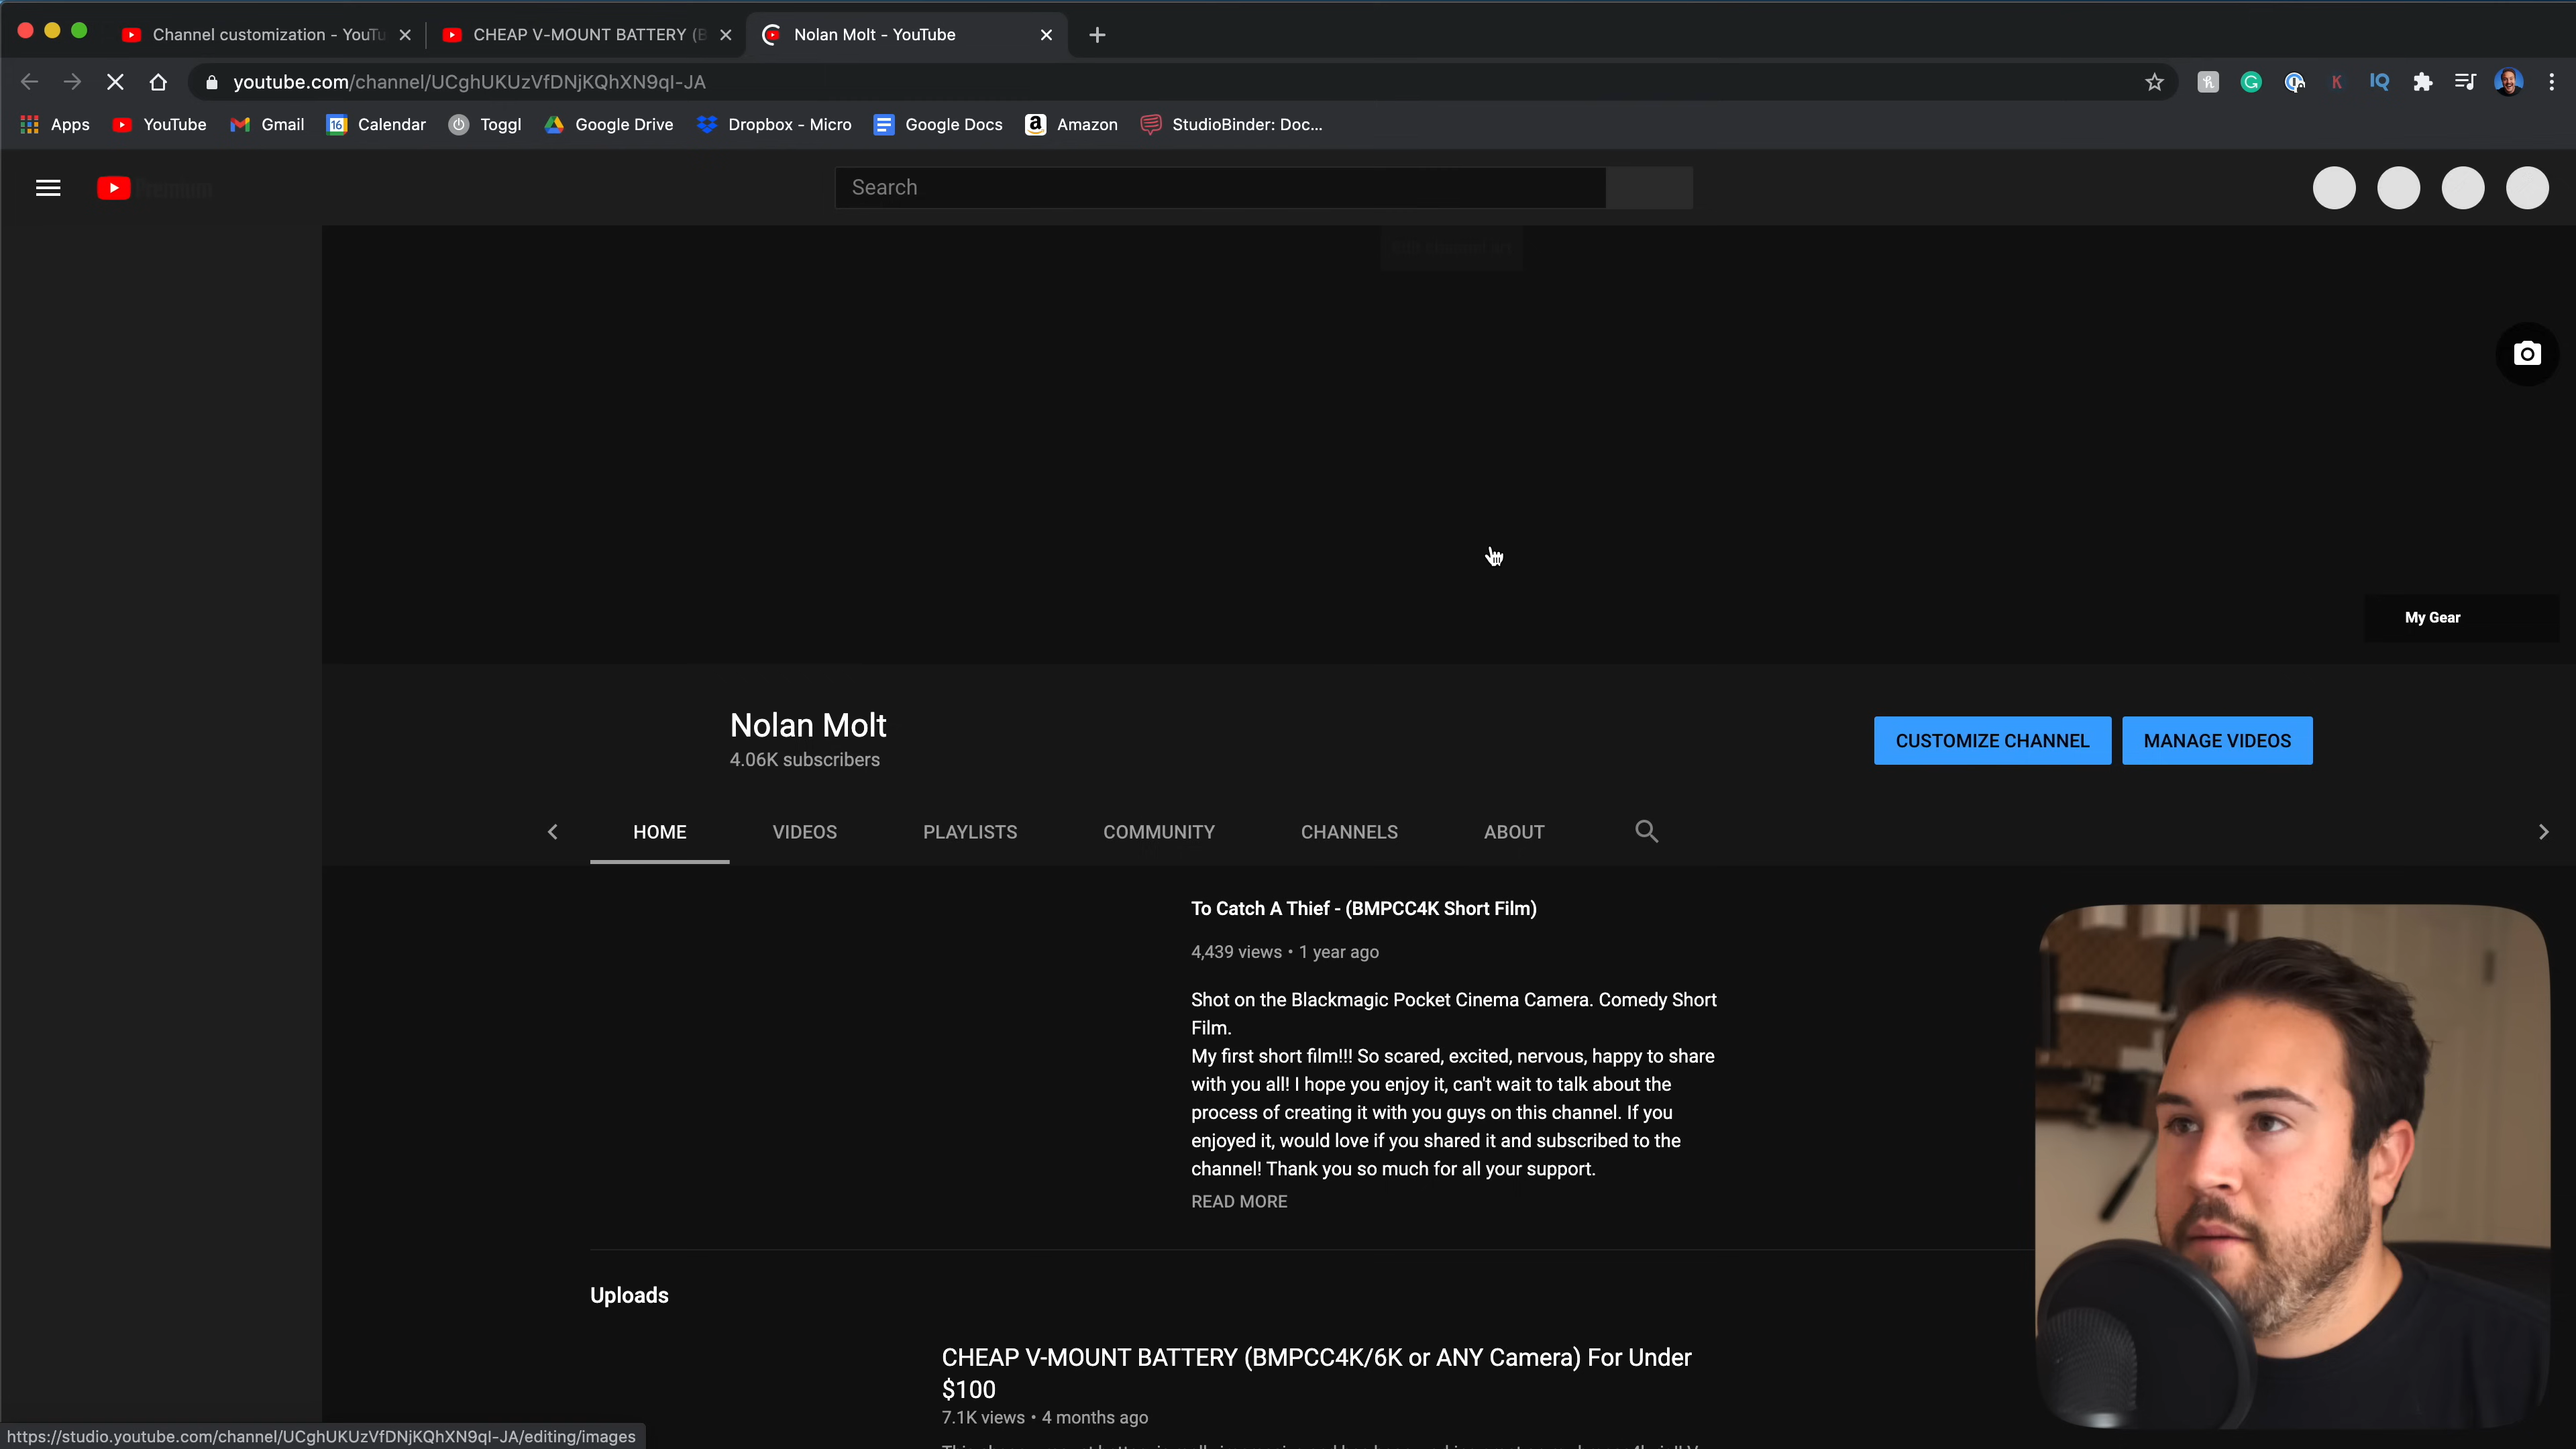 Channel customization - YouTu
CHEAP V-MOUNT BATTERY (B
Nolan Molt - YouTube
youtube.com/channel/UCghUKUzVfDNjKQhXN9qI-JA
Apps
YouTube
Gmail
16
Calendar
Toggl
Google Drive
Dropbox - Micro
Google Docs
Amazon
StudioBinder: Doc...
Premium
Search
My Gear
Nolan Molt
4.06K subscribers
CUSTOMIZE CHANNEL
MANAGE VIDEOS
HOME
VIDEOS
PLAYLISTS
COMMUNITY
CHANNELS
ABOUT
To Catch A Thief - (BMPCC4K Short Film)
4,439 views • 1 year ago
Shot on the Blackmagic Pocket Cinema Camera. Comedy Short
Film.
My first short film!!! So scared, excited, nervous, happy to share
with you all! I hope you enjoy it, can't wait to talk about the
process of creating it with you guys on this channel. If you
enjoyed it, would love if you shared it and subscribed to the
channel! Thank you so much for all your support.
READ MORE
Uploads
CHEAP V-MOUNT BATTERY (BMPCC4K/6K or ANY Camera) For Under
$100
7.1K views • 4 months ago
https://studio.youtube.com/channel/UCghUKUzVfDNjKQhXN9qI-JA/editing/images